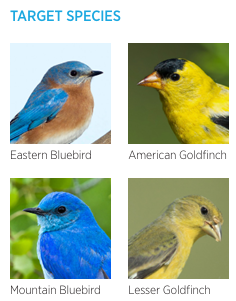 TARGET SPECIES
Eastern Bluebird
American Goldfinch
Mountain Bluebird
Lesser Goldfinch